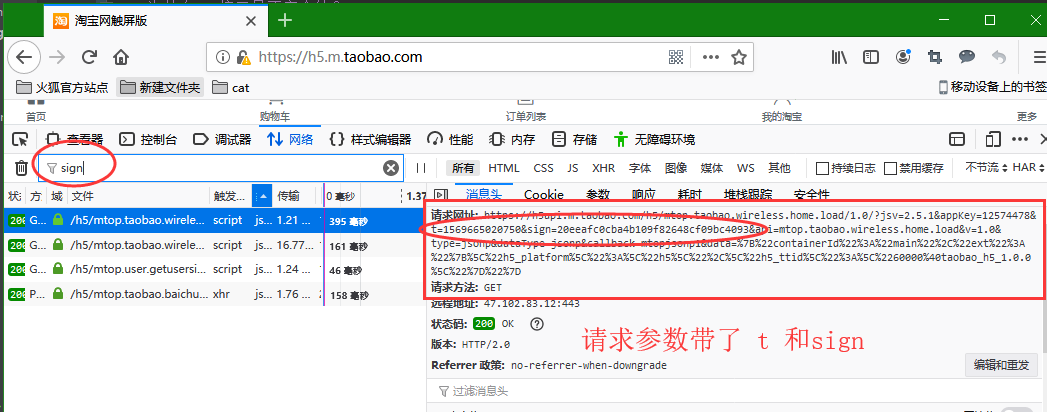 淘宝网触屏版
https://h5.m.taobao.com
火狐官方站点 新建文件夹 cat 移动设备上的书签
首页 购物车 订单列表 我的淘宝 更多
查看器 控制台 调试器 网络 样式编辑器 性能 内存 存储 无障碍环境
sign 所有 HTML CSS JS XHR 字体 图像 媒体 WS 其他 持续日志 禁用缓存 不节流 HAR
状 方 域 文件 触发... 传输 0 毫秒 1.37
消息头 Cookie 参数 响应 耗时 堆栈跟踪 安全性
200 G... /h5/mtop.taobao.wirele... script js... 1.21 ... 395 毫秒
200 G... /h5/mtop.taobao.wirele... script js... 16.77... 161 毫秒
200 G... /h5/mtop.user.getusersi... script js... 1.24 ... 46 毫秒
200 P... /h5/mtop.taobao.baichu... xhr js... 1.76 ... 158 毫秒
请求网址: https://h5api.m.taobao.com/h5/mtop.taobao.wireless.home.load/1.0/?jsv=2.5.1&appKey=12574478&
t=1569665020750&sign=20eeafc0cba4b109f82648cf09bc4093&api=mtop.taobao.wireless.home.load&v=1.0&
type=jsonp&dataType=jsonp&callback=mtopjsonp1&data=%7B%22containerId%22%3A%22main%22%2C%22ext%22%3A
%22%7B%5C%22h5_platform%5C%22%3A%5C%22h5%5C%22%2C%5C%22h5_ttid%5C%22%3A%5C%2260000%40taobao_h5_1.0.0
%5C%22%7D%22%7D
请求方法: GET
远程地址: 47.102.83.12:443
状态码: 200 OK
请求参数带了 t 和sign
版本: HTTP/2.0
Referrer 政策: no-referrer-when-downgrade 编辑和重发
过滤消息头